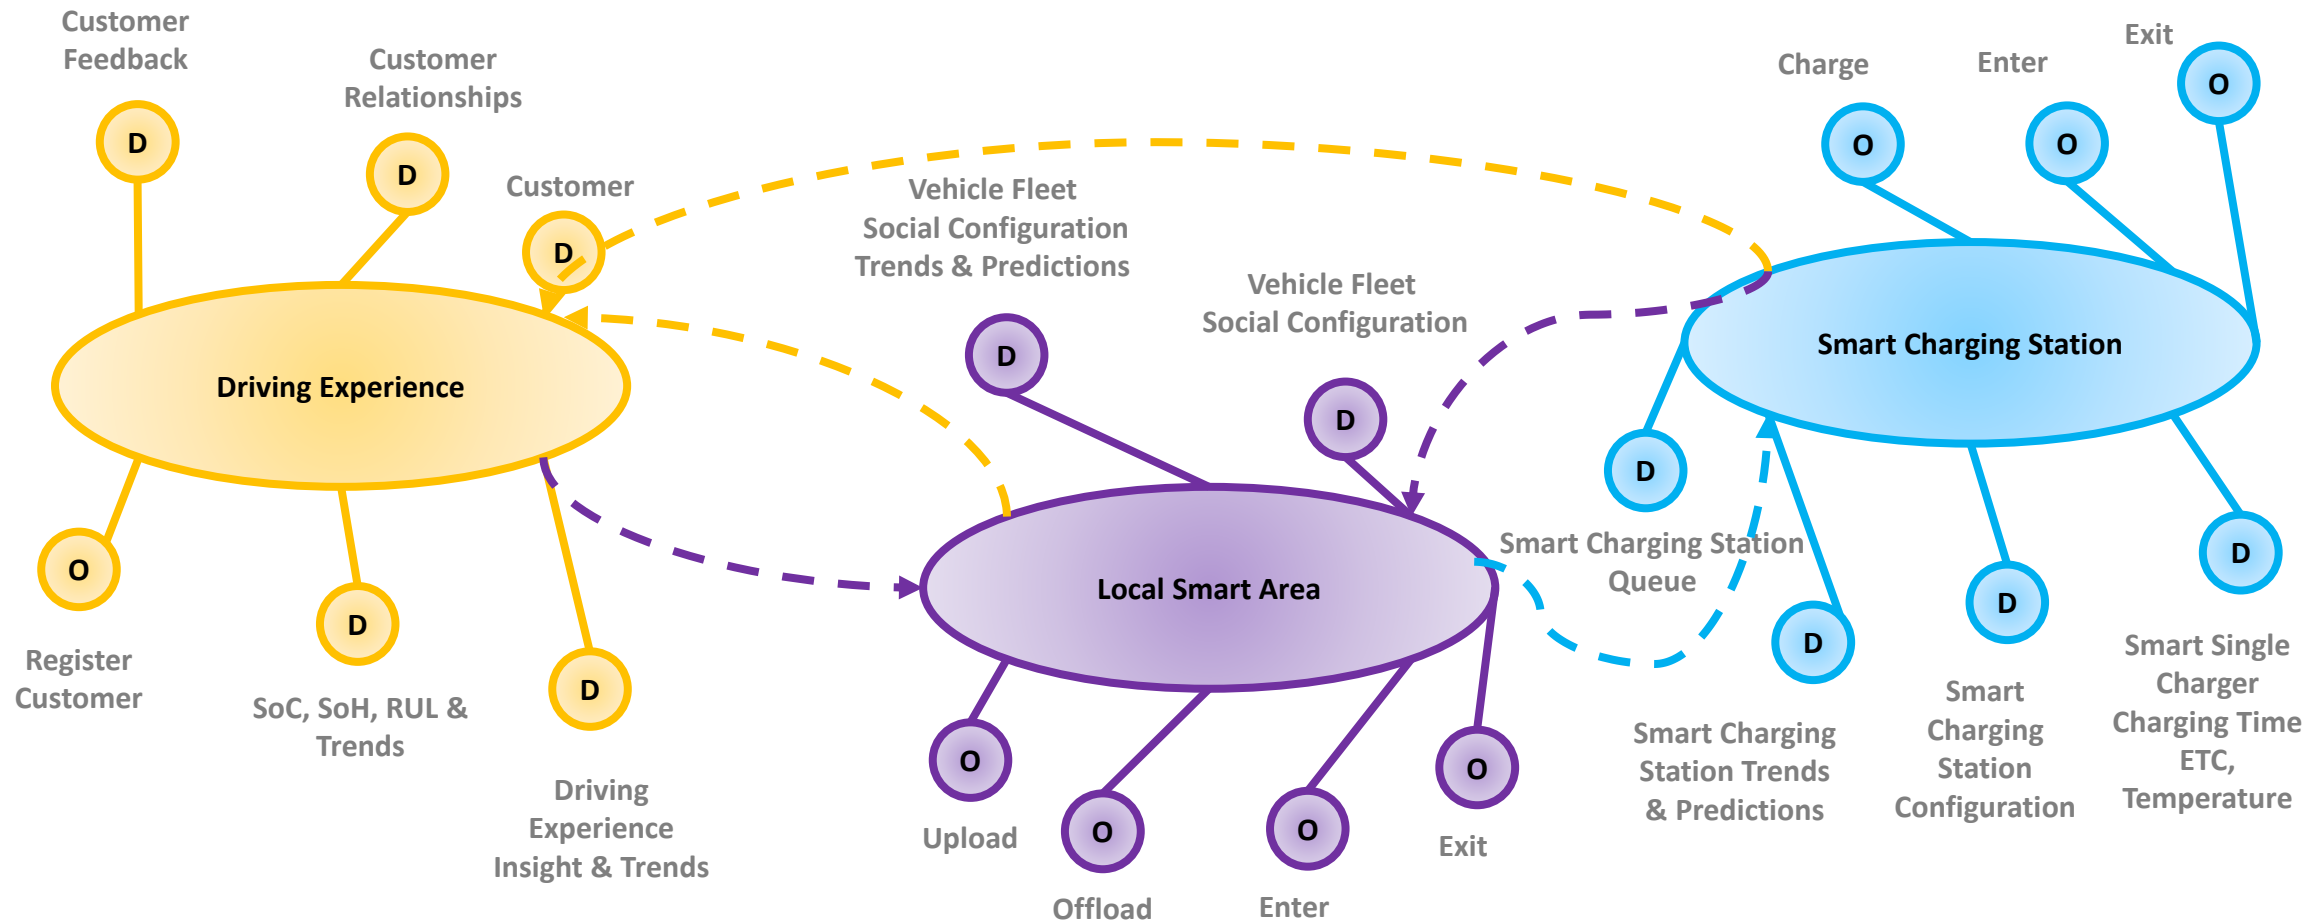 Customer
Feedback
D
Customer
Relationships
D
Customer
D
Driving Experience
O
Register
Customer
D
SoC, SoH, RUL &
Trends
D
Driving
Experience
Insight & Trends
Vehicle Fleet
Social Configuration
Trends & Predictions
D
Vehicle Fleet
Social Configuration
D
Local Smart Area
O
Upload
O
Offload
O
Enter
O
Exit
Charge
O
Enter
O
Exit
O
Smart Charging Station
D
Smart Charging Station
Queue
D
Smart Charging
Station Trends
& Predictions
D
Smart
Charging
Station
Configuration
D
Smart Single
Charger
Charging Time
ETC,
Temperature